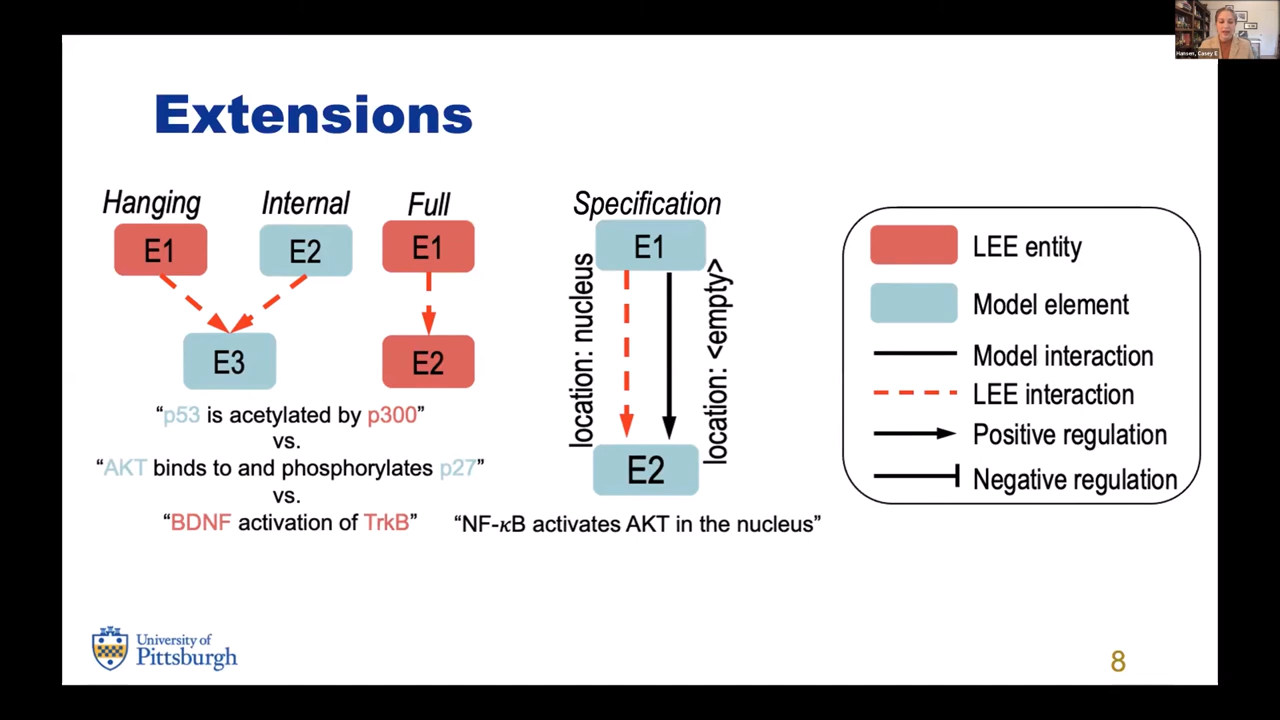 Hansen, Casey E
Extensions
Hanging
Internal
Full
Specification
E1
E2
E1
E1
E3
E2
E2
location: nucleus
location: <empty>
“p53 is acetylated by p300”
vs.
“AKT binds to and phosphorylates p27”
vs.
“BDNF activation of TrkB”
“NF-κB activates AKT in the nucleus”
LEE entity
Model element
Model interaction
LEE interaction
Positive regulation
Negative regulation
University of
Pittsburgh
8